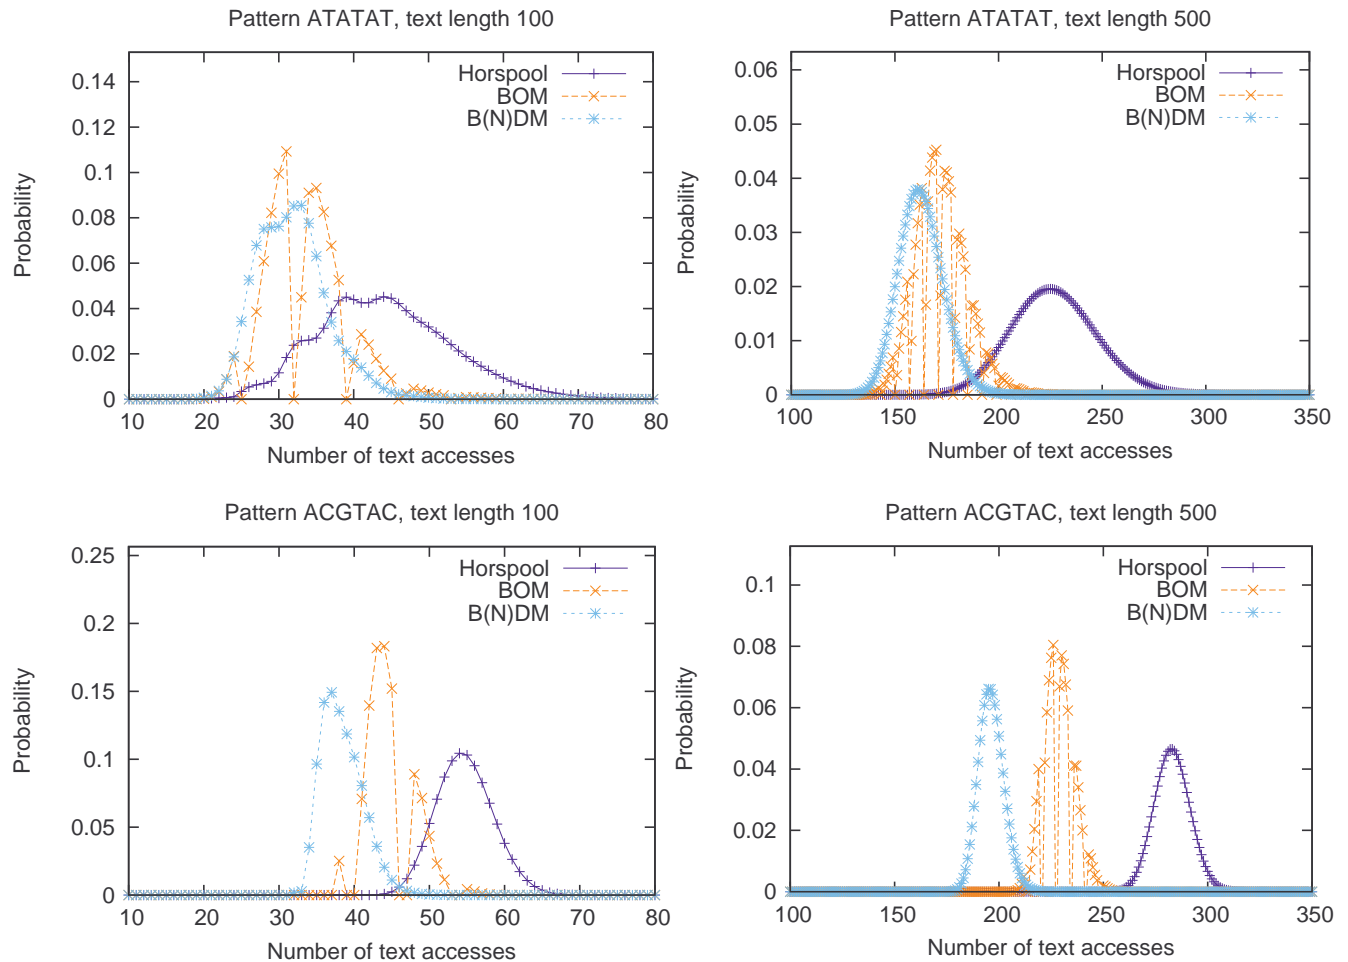 Pattern ATATAT, text length 100
Probability
0.14
0.12
0.1
0.08
0.06
0.04
0.02
0
Horspool
BOM
B(N)DM
10 20 30 40 50 60 70 80
Number of text accesses
Pattern ATATAT, text length 500
Probability
0.06
0.05
0.04
0.03
0.02
0.01
0
Horspool
BOM
B(N)DM
100 150 200 250 300 350
Number of text accesses
Pattern ACGTAC, text length 100
Probability
0.25
0.2
0.15
0.1
0.05
0
Horspool
BOM
B(N)DM
10 20 30 40 50 60 70 80
Number of text accesses
Pattern ACGTAC, text length 500
Probability
0.1
0.08
0.06
0.04
0.02
0
Horspool
BOM
B(N)DM
100 150 200 250 300 350
Number of text accesses